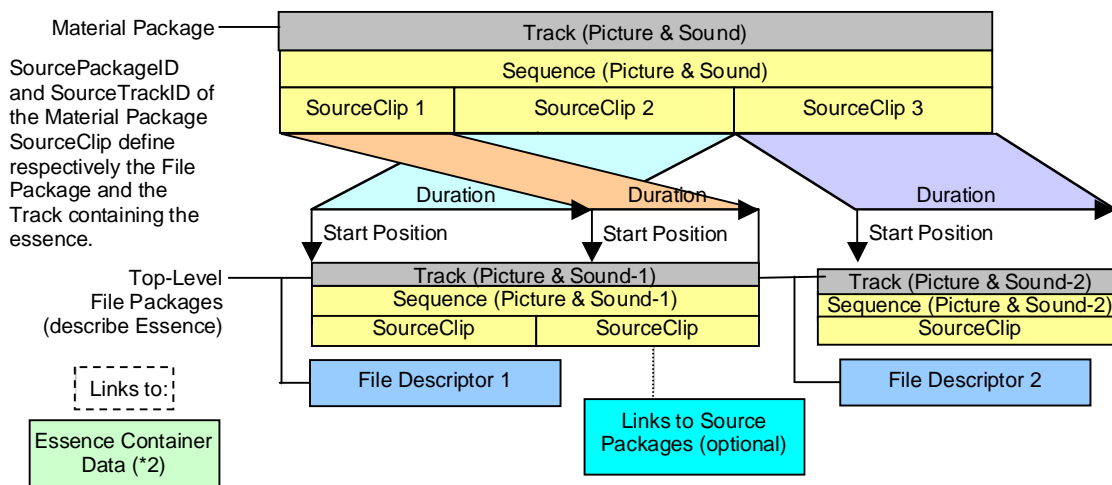 Material Package
Track (Picture & Sound)
Sequence (Picture & Sound)
SourceClip 1
SourceClip 2
SourceClip 3
SourcePackageID
and SourceTrackID of
the Material Package
SourceClip define
respectively the File
Package and the
Track containing the
essence.
Duration
Duration
Duration
Start Position
Start Position
Start Position
Top-Level
File Packages
(describe Essence)
Track (Picture & Sound-1)
Sequence (Picture & Sound-1)
SourceClip
SourceClip
Track (Picture & Sound-2)
Sequence (Picture & Sound-2)
SourceClip
File Descriptor 1
File Descriptor 2
Links to:
Links to Source
Packages (optional)
Essence Container
Data (*2)